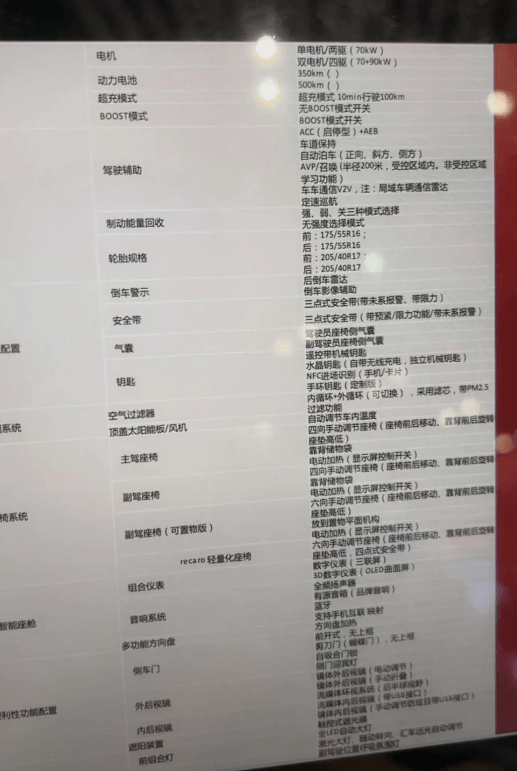 电机
单电机/两驱（70kW）
双电机/四驱（70+90kW）
动力电池
350km（ ）
500km（ ）
超充模式
超充模式 10min行驶100km
BOOST模式
无BOOST模式开关
BOOST模式开关
驾驶辅助
ACC（启停型）+AEB
车道保持
自动泊车（正向、斜方、侧方）
AVP/召唤（半径200米，受控区域内。非受控区域
学习功能）
车车通信V2V，注：局域车辆通信雷达
定速巡航
制动能量回收
强、弱、关三种模式选择
无强度选择模式
轮胎规格
前：175/55R16；
后：175/55R16
前：205/40R17；
后：205/40R17
倒车警示
后倒车雷达
倒车影像辅助
安全带
三点式安全带(带未系报警、带限力）
三点式安全带（带预紧/限力功能/带未系报警）
配置
气囊
驾驶员座椅侧气囊
副驾驶员座椅侧气囊
钥匙
遥控带机械钥匙
水晶钥匙（自带无线充电，独立机械钥匙）
NFC进场识别（手机/卡片）
手环钥匙（定制版）
空气过滤器
内循环+外循环（可切换），采用滤芯，带PM2.5
过滤功能
周系统
顶盖太阳能板/风机
自动调节车内温度
主驾座椅
四向手动调节座椅（座椅前后移动、靠背前后旋转
座垫高低）
靠背储物袋
电动加热（显示屏控制开关）
副驾座椅
四向手动调节座椅（座椅前后移动、靠背前后旋转
靠背储物袋
电动加热（显示屏控制开关）
椅系统
副驾座椅（可置物版）
六向手动调节座椅（座椅前后移动、靠背前后旋转
座垫高低）
放到置物平面机构
电动加热（显示屏控制开关）
recaro 轻量化座椅
六向手动调节座椅（座椅前后移动、靠背前后旋转
座垫高低，四点式安全带）
组合仪表
数字仪表（三联屏）
3D数字仪表（OLED曲面屏）
智能座舱
音响系统
全频扬声器
有源音箱（品牌音响）
蓝牙
支持手机互联 映射
多功能方向盘
方向盘加热
侧车门
前开式，无上框
剪刀门（蝴蝶门），无上框
自吸合门锁
侧门迎宾灯
便利性功能配置
外后视镜
镜体外后视镜（电动调节）
镜体外后视镜（手动折叠）
流媒体环视系统（后半球视野）
内后视镜
流媒体内后视镜（带USB接口）
镜体内后视镜（手动调节防炫目带USB接口）
遮阳装置
触控式遮光膜
前组合灯
全LED自动大灯
激光大灯、随动转向、汇车远光自动调节
副驾驶位置呼吸氛围灯